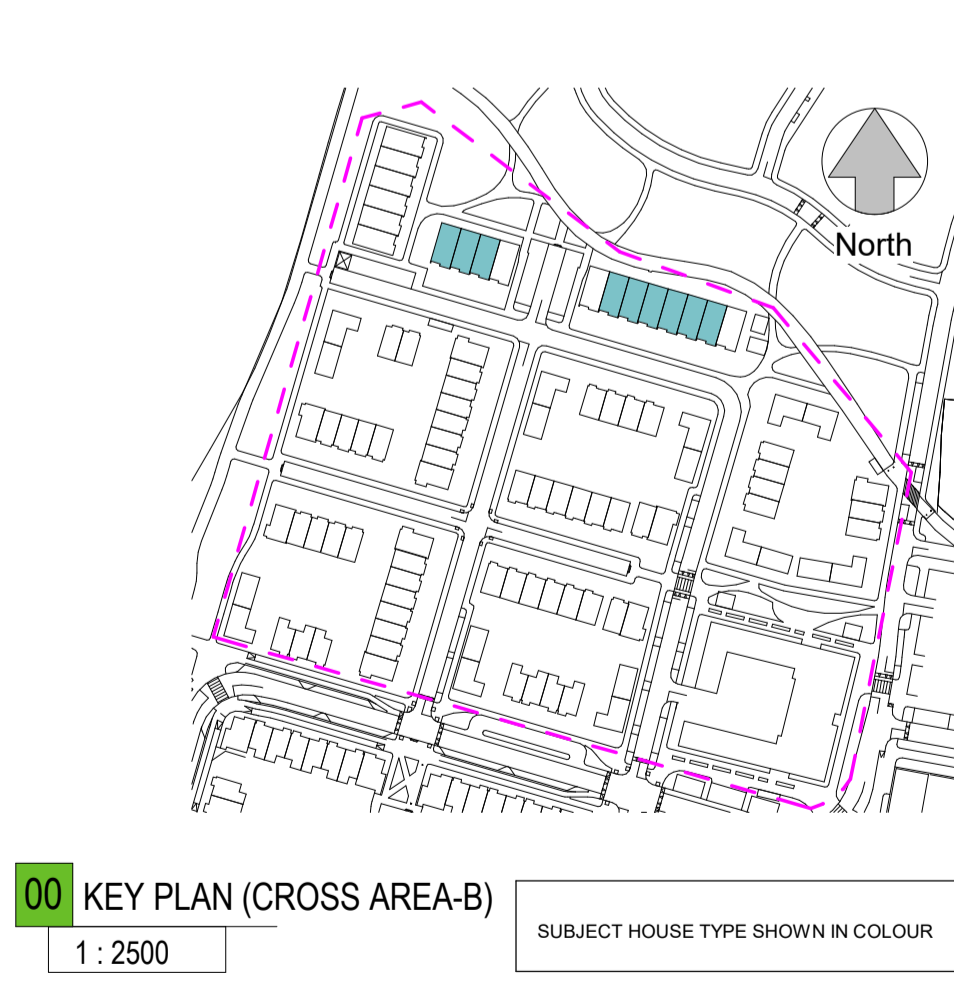 North
00 KEY PLAN (CROSS AREA-B)
1 : 2500
SUBJECT HOUSE TYPE SHOWN IN COLOUR